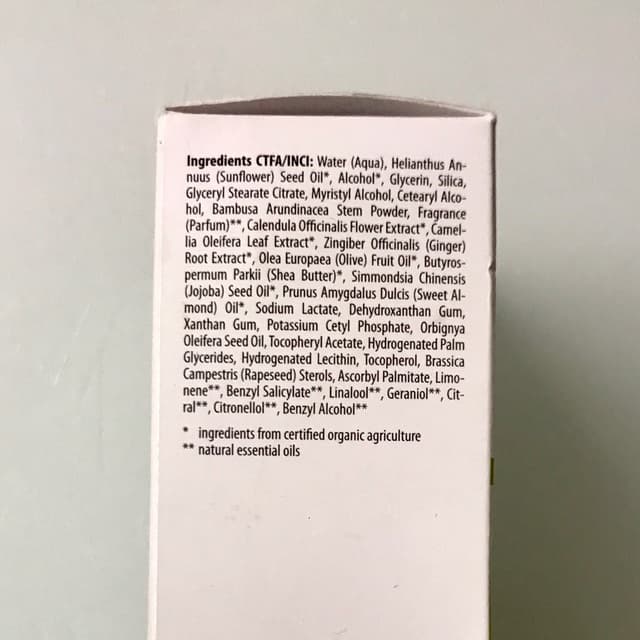 Ingredients CTFA/INCI: Water (Aqua), Helianthus An-
nuus (Sunflower) Seed Oil*, Alcohol*, Glycerin, Silica,
Glyceryl Stearate Citrate, Myristyl Alcohol, Cetearyl Alco-
hol, Bambusa Arundinacea Stem Powder, Fragrance
(Parfum)**, Calendula Officinalis Flower Extract*, Camel-
lia Oleifera Leaf Extract*, Zingiber Officinalis (Ginger)
Root Extract*, Olea Europaea (Olive) Fruit Oil*, Butyros-
permum Parkii (Shea Butter)*, Simmondsia Chinensis
(Jojoba) Seed Oil*, Prunus Amygdalus Dulcis (Sweet Al-
mond) Oil*, Sodium Lactate, Dehydroxanthan Gum,
Xanthan Gum, Potassium Cetyl Phosphate, Orbignya
Oleifera Seed Oil, Tocopheryl Acetate, Hydrogenated Palm
Glycerides, Hydrogenated Lecithin, Tocopherol, Brassica
Campestris (Rapeseed) Sterols, Ascorbyl Palmitate, Limo-
nene**, Benzyl Salicylate**, Linalool**, Geraniol**, Cit-
ral**, Citronellol**, Benzyl Alcohol**
* ingredients from certified organic agriculture
** natural essential oils